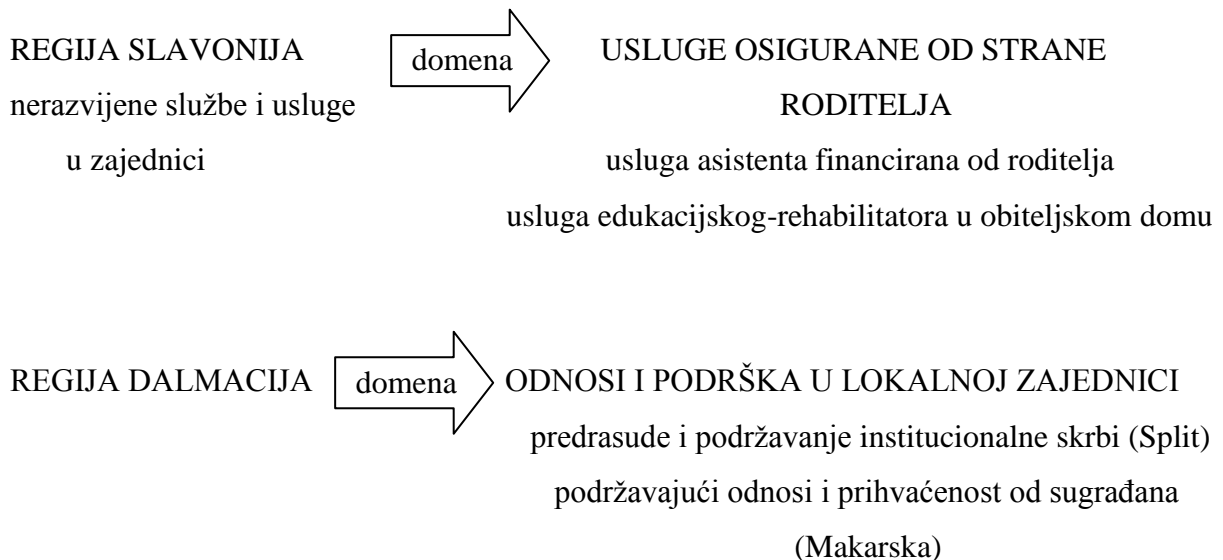 REGIJA SLAVONIJA domena USLUGE OSIGURANE OD STRANE
nerazvijene službe i usluge RODITELJA
u zajednici usluga asistenta financirana od roditelja
usluga edukacijskog-rehabilitatora u obiteljskom domu
REGIJA DALMACIJA domena ODNOSI I PODRŠKA U LOKALNOJ ZAJEDNICI
predrasude i podržavanje institucionalne skrbi (Split)
podržavajući odnosi i prihvaćenost od sugrađana
(Makarska)